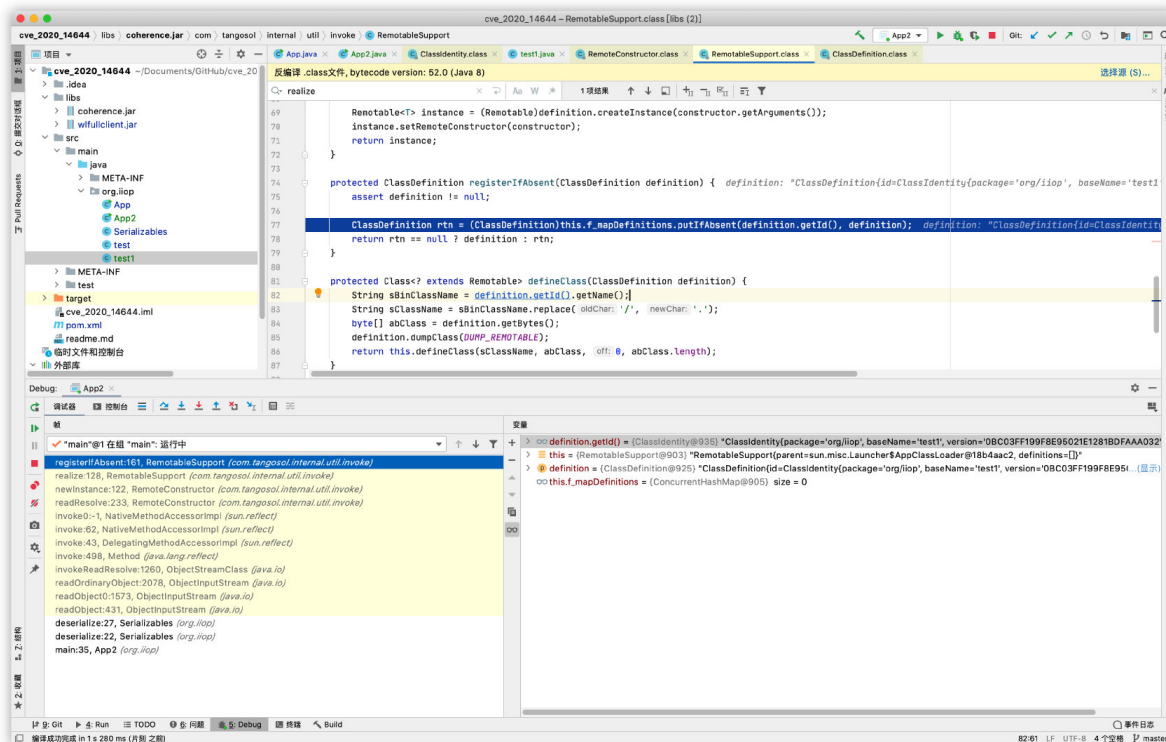 cve_2020_14644 – RemotableSupport.class [libs (2)]
cve_2020_14644 〉 libs 〉 coherence.jar 〉 com 〉 tangosol 〉 internal 〉 util 〉 invoke 〉 RemotableSupport
App2
Git:
项目
App.java
App2.java
ClassIdentity.class
test1.java
RemoteConstructor.class
RemotableSupport.class
ClassDefinition.class
反编译 .class文件, bytecode version: 52.0 (Java 8)
选择源 (S)...
realize
1项结果
cve_2020_14644 ~/Documents/GitHub/cve_20
.idea
libs
coherence.jar
wlfullclient.jar
src
main
java
META-INF
org.iiop
App
App2
Serializables
test
test1
META-INF
test
target
cve_2020_14644.iml
pom.xml
readme.md
临时文件和控制台
外部库
1: 项目
0: 提交对话框
Pull Requests
69 Remotable<T> instance = (Remotable)definition.createInstance(constructor.getArguments());
70 instance.setRemoteConstructor(constructor);
71 return instance;
72 }
73
74 protected ClassDefinition registerIfAbsent(ClassDefinition definition) { definition: "ClassDefinition{id=ClassIdentity{package='org/iiop', baseName='test1'
75 assert definition != null;
76
77 ClassDefinition rtn = (ClassDefinition)this.f_mapDefinitions.putIfAbsent(definition.getId(), definition); definition: "ClassDefinition{id=ClassIdentity
78 return rtn == null ? definition : rtn;
79 }
80
81 protected Class<? extends Remotable> defineClass(ClassDefinition definition) {
82 String sBinClassName = definition.getId().getName();
83 String sClassName = sBinClassName.replace( oldChar: '/', newChar: '.');
84 byte[] abClass = definition.getBytes();
85 definition.dumpClass(DUMP_REMOTABLE);
86 return this.defineClass(sClassName, abClass, off: 0, abClass.length);
87 }
Debug: App2
调试器
控制台
帧
变量
"main"@1 在组 "main": 运行中
registerIfAbsent:161, RemotableSupport (com.tangosol.internal.util.invoke)
realize:128, RemotableSupport (com.tangosol.internal.util.invoke)
newInstance:122, RemoteConstructor (com.tangosol.internal.util.invoke)
readResolve:233, RemoteConstructor (com.tangosol.internal.util.invoke)
invoke0:-1, NativeMethodAccessorImpl (sun.reflect)
invoke:62, NativeMethodAccessorImpl (sun.reflect)
invoke:43, DelegatingMethodAccessorImpl (sun.reflect)
invoke:498, Method (java.lang.reflect)
invokeReadResolve:1260, ObjectStreamClass (java.io)
readOrdinaryObject:2078, ObjectInputStream (java.io)
readObject0:1573, ObjectInputStream (java.io)
readObject:431, ObjectInputStream (java.io)
deserialize:27, Serializables (org.iiop)
deserialize:22, Serializables (org.iiop)
main:35, App2 (org.iiop)
definition.getId() = {ClassIdentity@935} "ClassIdentity{package='org/iiop', baseName='test1', version='0BC03FF199F8E95021E1281BDFAAA032'
this = {RemotableSupport@903} "RemotableSupport{parent=sun.misc.Launcher$AppClassLoader@18b4aac2, definitions=[]}"
definition = {ClassDefinition@925} "ClassDefinition{id=ClassIdentity{package='org/iiop', baseName='test1', version='0BC03FF199F8E95(...(显示)
this.f_mapDefinitions = {ConcurrentHashMap@905} size = 0
Z: 结构
2: 收藏
9: Git
4: Run
TODO
6: 问题
5: Debug
终端
Build
事件日志
编译成功完成 in 1 s 280 ms (片刻 之前)
82:61 LF UTF-8 4 个空格 master